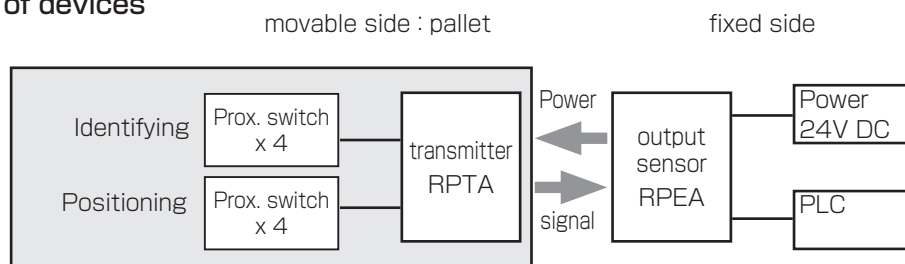 of devices
movable side : pallet
fixed side
Identifying
Prox. switch
x 4
Positioning
Prox. switch
x 4
transmitter
RPTA
Power
signal
output
sensor
RPEA
Power
24V DC
PLC